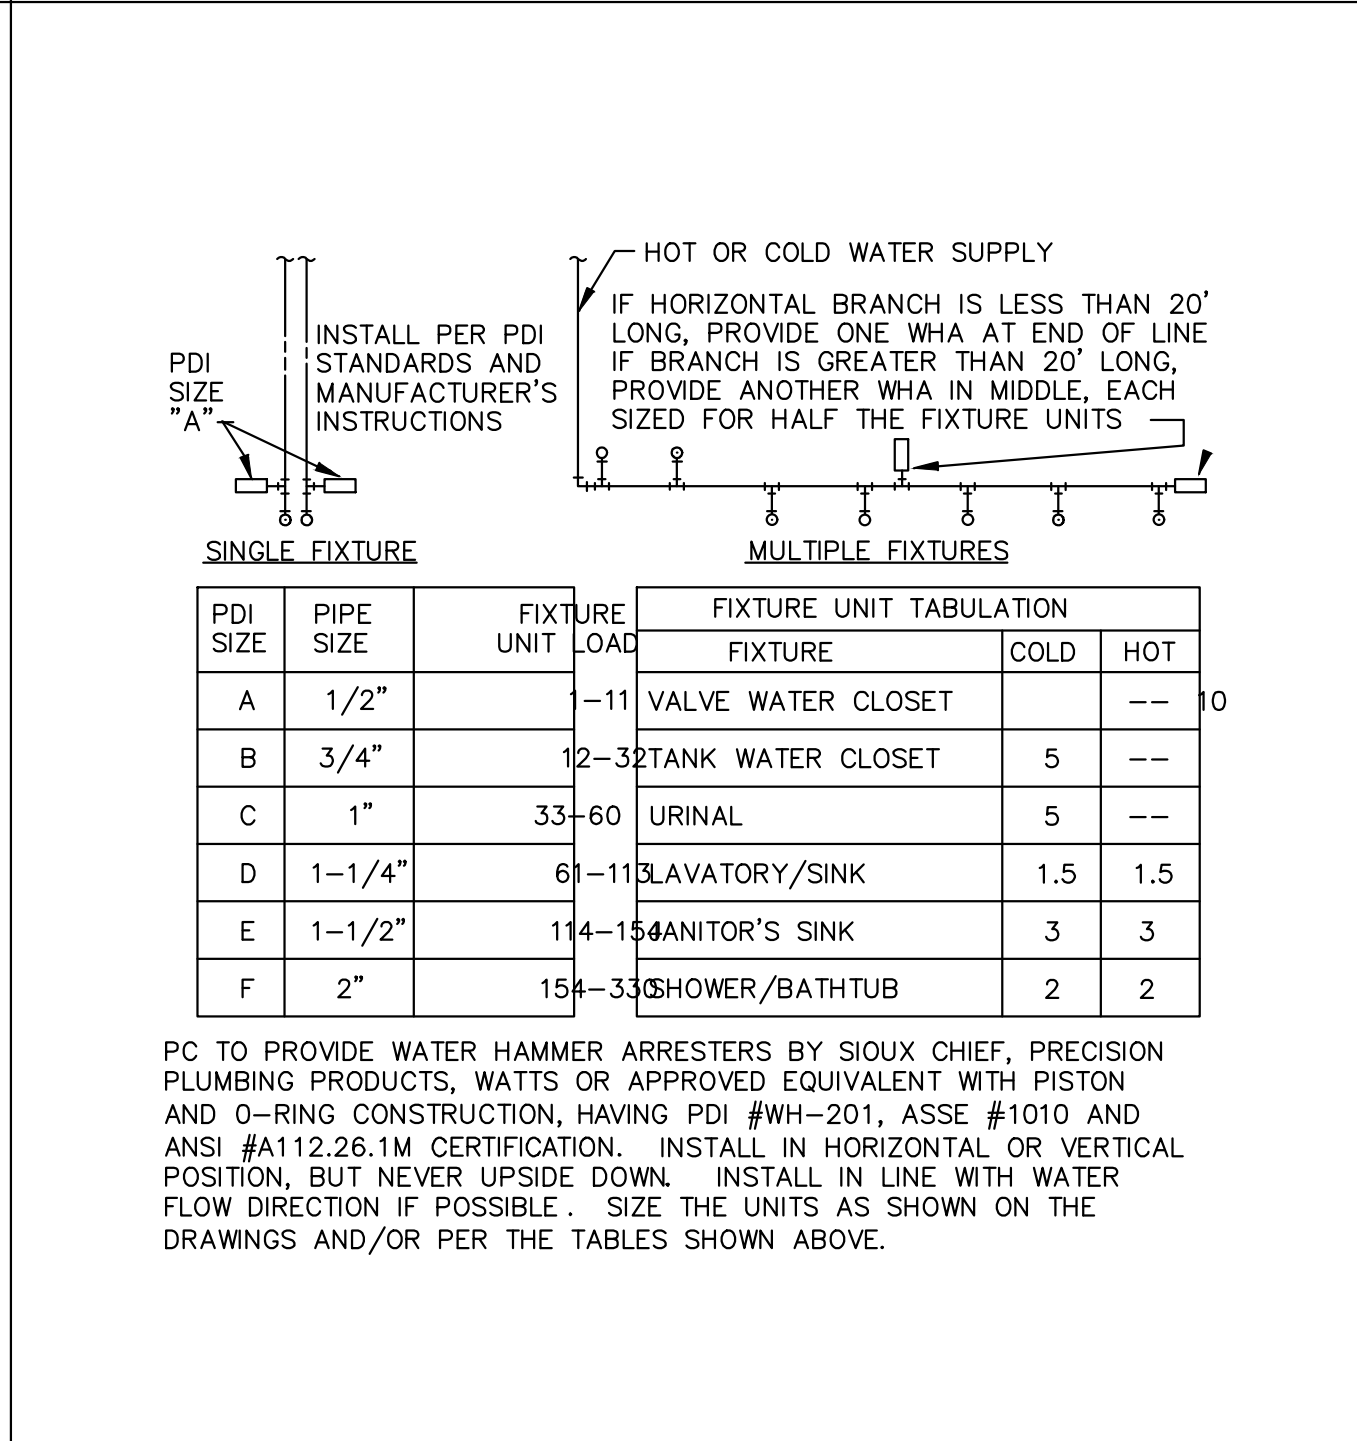 HOT OR COLD WATER SUPPLY
IF HORIZONTAL BRANCH IS LESS THAN 20'
LONG, PROVIDE ONE WHA AT END OF LINE
IF BRANCH IS GREATER THAN 20' LONG,
PROVIDE ANOTHER WHA IN MIDDLE, EACH
SIZED FOR HALF THE FIXTURE UNITS
INSTALL PER PDI
STANDARDS AND
MANUFACTURER'S
INSTRUCTIONS
PDI
SIZE
"A"
SINGLE FIXTURE
MULTIPLE FIXTURES
PDI
SIZE
PIPE
SIZE
FIXTURE
UNIT LOAD
A 1/2" 1-11
B 3/4" 12-32
C 1" 33-60
D 1-1/4" 61-113
E 1-1/2" 114-154
F 2" 154-330
FIXTURE UNIT TABULATION
FIXTURE COLD HOT
VALVE WATER CLOSET -- 10
TANK WATER CLOSET 5 --
URINAL 5 --
LAVATORY/SINK 1.5 1.5
JANITOR'S SINK 3 3
SHOWER/BATHTUB 2 2
PC TO PROVIDE WATER HAMMER ARRESTERS BY SIOUX CHIEF, PRECISION
PLUMBING PRODUCTS, WATTS OR APPROVED EQUIVALENT WITH PISTON
AND O-RING CONSTRUCTION, HAVING PDI #WH-201, ASSE #1010 AND
ANSI #A112.26.1M CERTIFICATION. INSTALL IN HORIZONTAL OR VERTICAL
POSITION, BUT NEVER UPSIDE DOWN. INSTALL IN LINE WITH WATER
FLOW DIRECTION IF POSSIBLE. SIZE THE UNITS AS SHOWN ON THE
DRAWINGS AND/OR PER THE TABLES SHOWN ABOVE.